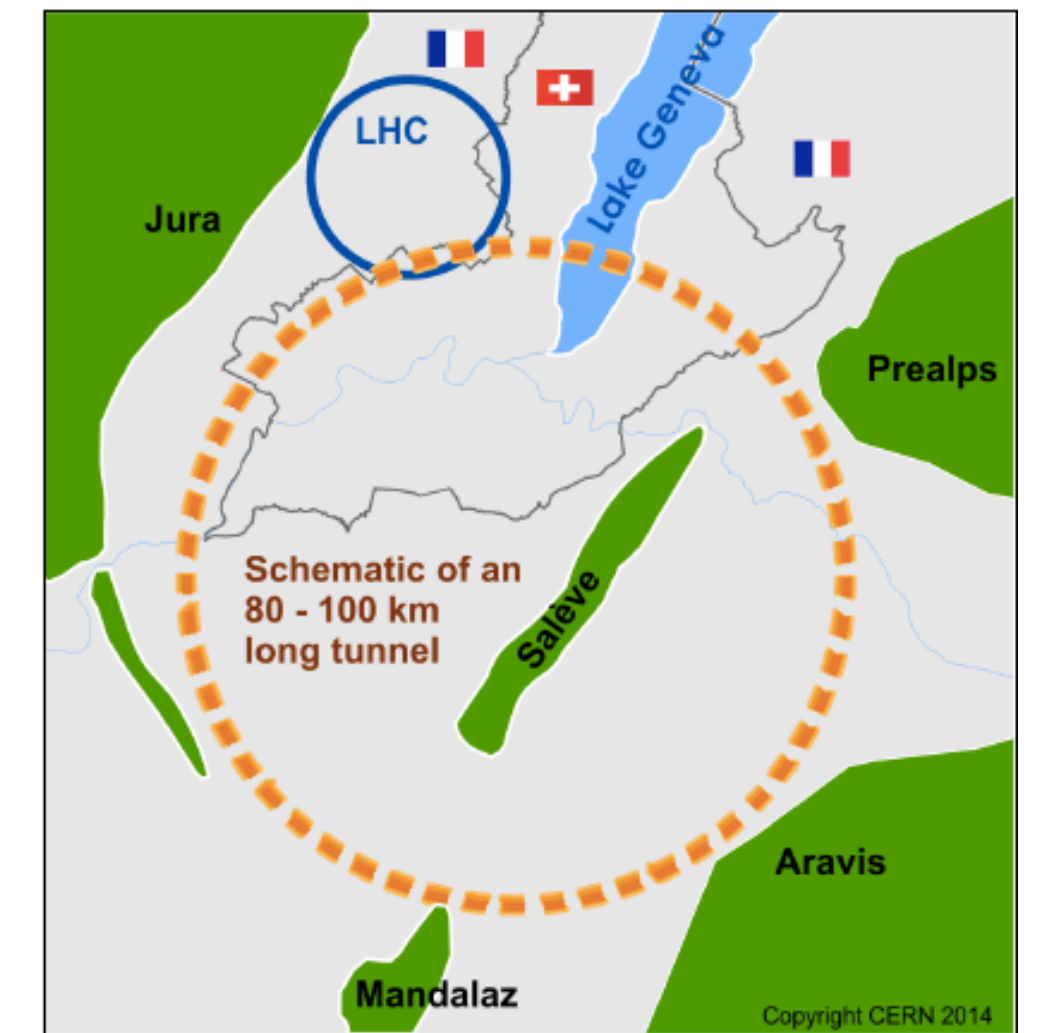 LHC
Lake Geneva
Jura
Prealps
Schematic of an
80 - 100 km
long tunnel
Salève
Aravis
Mandalaz
Copyright CERN 2014